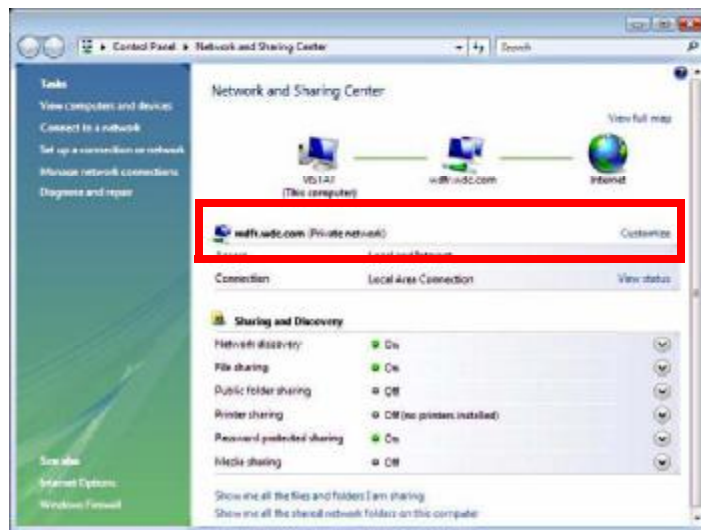 Control Panel ▸ Network and Sharing Center
Search
Tasks
View computers and devices
Connect to a network
Set up a connection or network
Manage network connections
Diagnose and repair
Network and Sharing Center
View full map
(This computer)
Internet
(Private network)
Customize
Connection Local Area Connection View status
Sharing and Discovery
Network discovery On
File sharing On
Public folder sharing Off
Printer sharing Off (no printers installed)
Password protected sharing On
Media sharing Off
See also
Internet Options
Windows Firewall
Show me all the files and folders I am sharing
Show me all the shared network folders on this computer